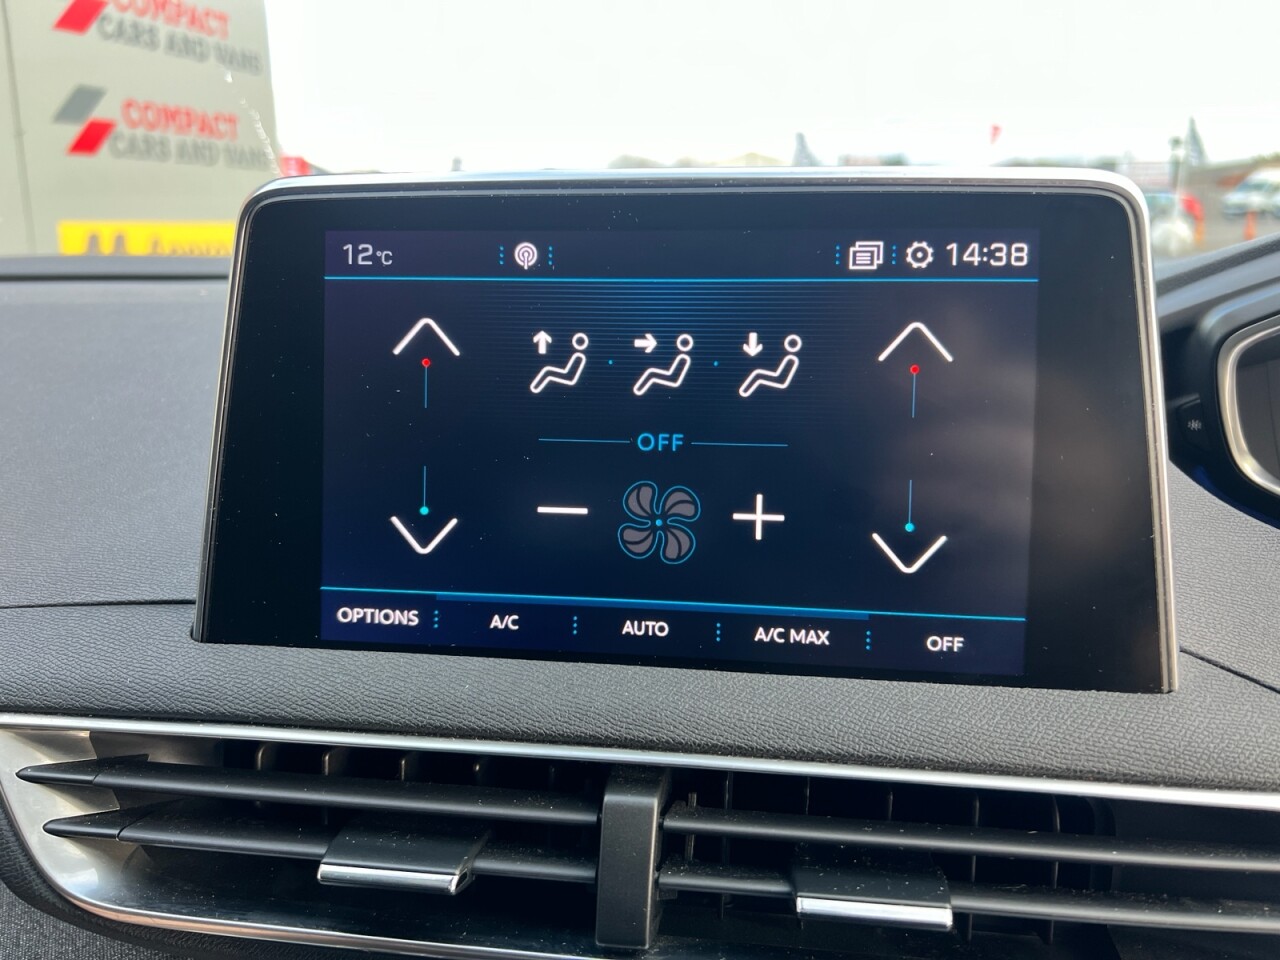 COMPACT
CARS AND VANS
COMPACT
CARS AND VANS
12°C
14:38
OFF
OPTIONS
A/C
AUTO
A/C MAX
OFF